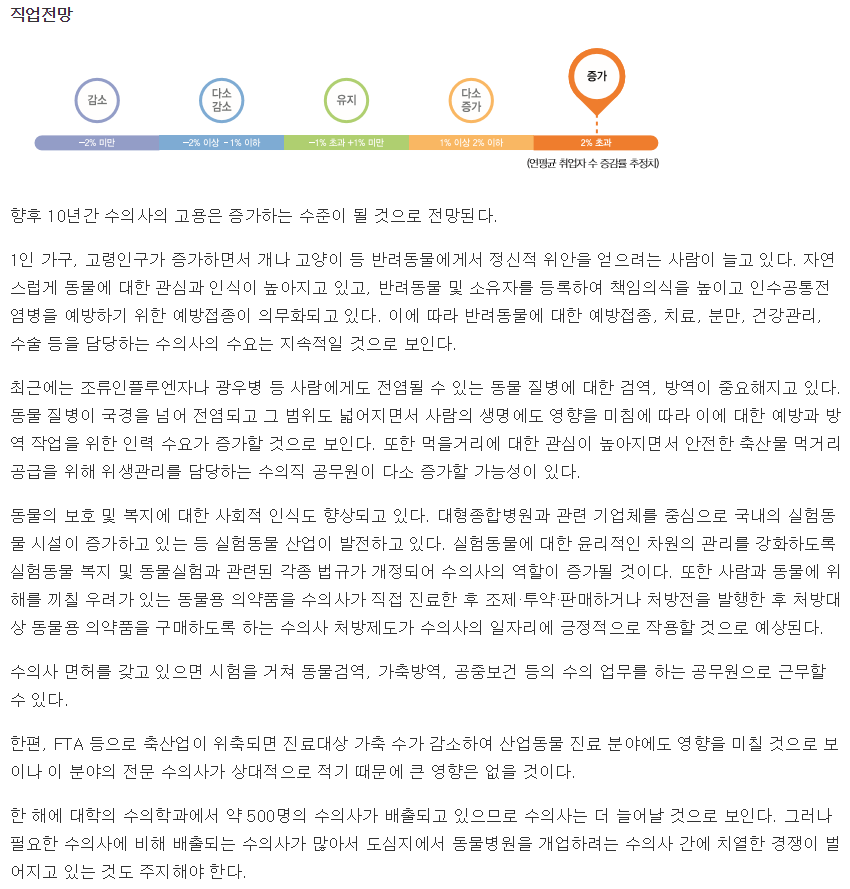 직업전망
감소
다소
감소
유지
다소
증가
증가
-2% 미만
-2% 이상 -1% 이하
-1% 초과 +1% 미만
1% 이상 2% 이하
2% 초과
(연평균 취업자 수 증감률 추정치)
향후 10년간 수의사의 고용은 증가하는 수준이 될 것으로 전망된다.
1인 가구, 고령인구가 증가하면서 개나 고양이 등 반려동물에게서 정신적 위안을 얻으려는 사람이 늘고 있다. 자연
스럽게 동물에 대한 관심과 인식이 높아지고 있고, 반려동물 및 소유자를 등록하여 책임의식을 높이고 인수공통전
염병을 예방하기 위한 예방접종이 의무화되고 있다. 이에 따라 반려동물에 대한 예방접종, 치료, 분만, 건강관리,
수술 등을 담당하는 수의사의 수요는 지속적일 것으로 보인다.
최근에는 조류인플루엔자나 광우병 등 사람에게도 전염될 수 있는 동물 질병에 대한 검역, 방역이 중요해지고 있다.
동물 질병이 국경을 넘어 전염되고 그 범위도 넓어지면서 사람의 생명에도 영향을 미침에 따라 이에 대한 예방과 방
역 작업을 위한 인력 수요가 증가할 것으로 보인다. 또한 먹을거리에 대한 관심이 높아지면서 안전한 축산물 먹거리
공급을 위해 위생관리를 담당하는 수의직 공무원이 다소 증가할 가능성이 있다.
동물의 보호 및 복지에 대한 사회적 인식도 향상되고 있다. 대형종합병원과 관련 기업체를 중심으로 국내의 실험동
물 시설이 증가하고 있는 등 실험동물 산업이 발전하고 있다. 실험동물에 대한 윤리적인 차원의 관리를 강화하도록
실험동물 복지 및 동물실험과 관련된 각종 법규가 개정되어 수의사의 역할이 증가될 것이다. 또한 사람과 동물에 위
해를 끼칠 우려가 있는 동물용 의약품을 수의사가 직접 진료한 후 조제·투약·판매하거나 처방전을 발행한 후 처방대
상 동물용 의약품을 구매하도록 하는 수의사 처방제도가 수의사의 일자리에 긍정적으로 작용할 것으로 예상된다.
수의사 면허를 갖고 있으면 시험을 거쳐 동물검역, 가축방역, 공중보건 등의 수의 업무를 하는 공무원으로 근무할
수 있다.
한편, FTA 등으로 축산업이 위축되면 진료대상 가축 수가 감소하여 산업동물 진료 분야에도 영향을 미칠 것으로 보
이나 이 분야의 전문 수의사가 상대적으로 적기 때문에 큰 영향은 없을 것이다.
한 해에 대학의 수의학과에서 약 500명의 수의사가 배출되고 있으므로 수의사는 더 늘어날 것으로 보인다. 그러나
필요한 수의사에 비해 배출되는 수의사가 많아서 도심지에서 동물병원을 개업하려는 수의사 간에 치열한 경쟁이 벌
어지고 있는 것도 주지해야 한다.